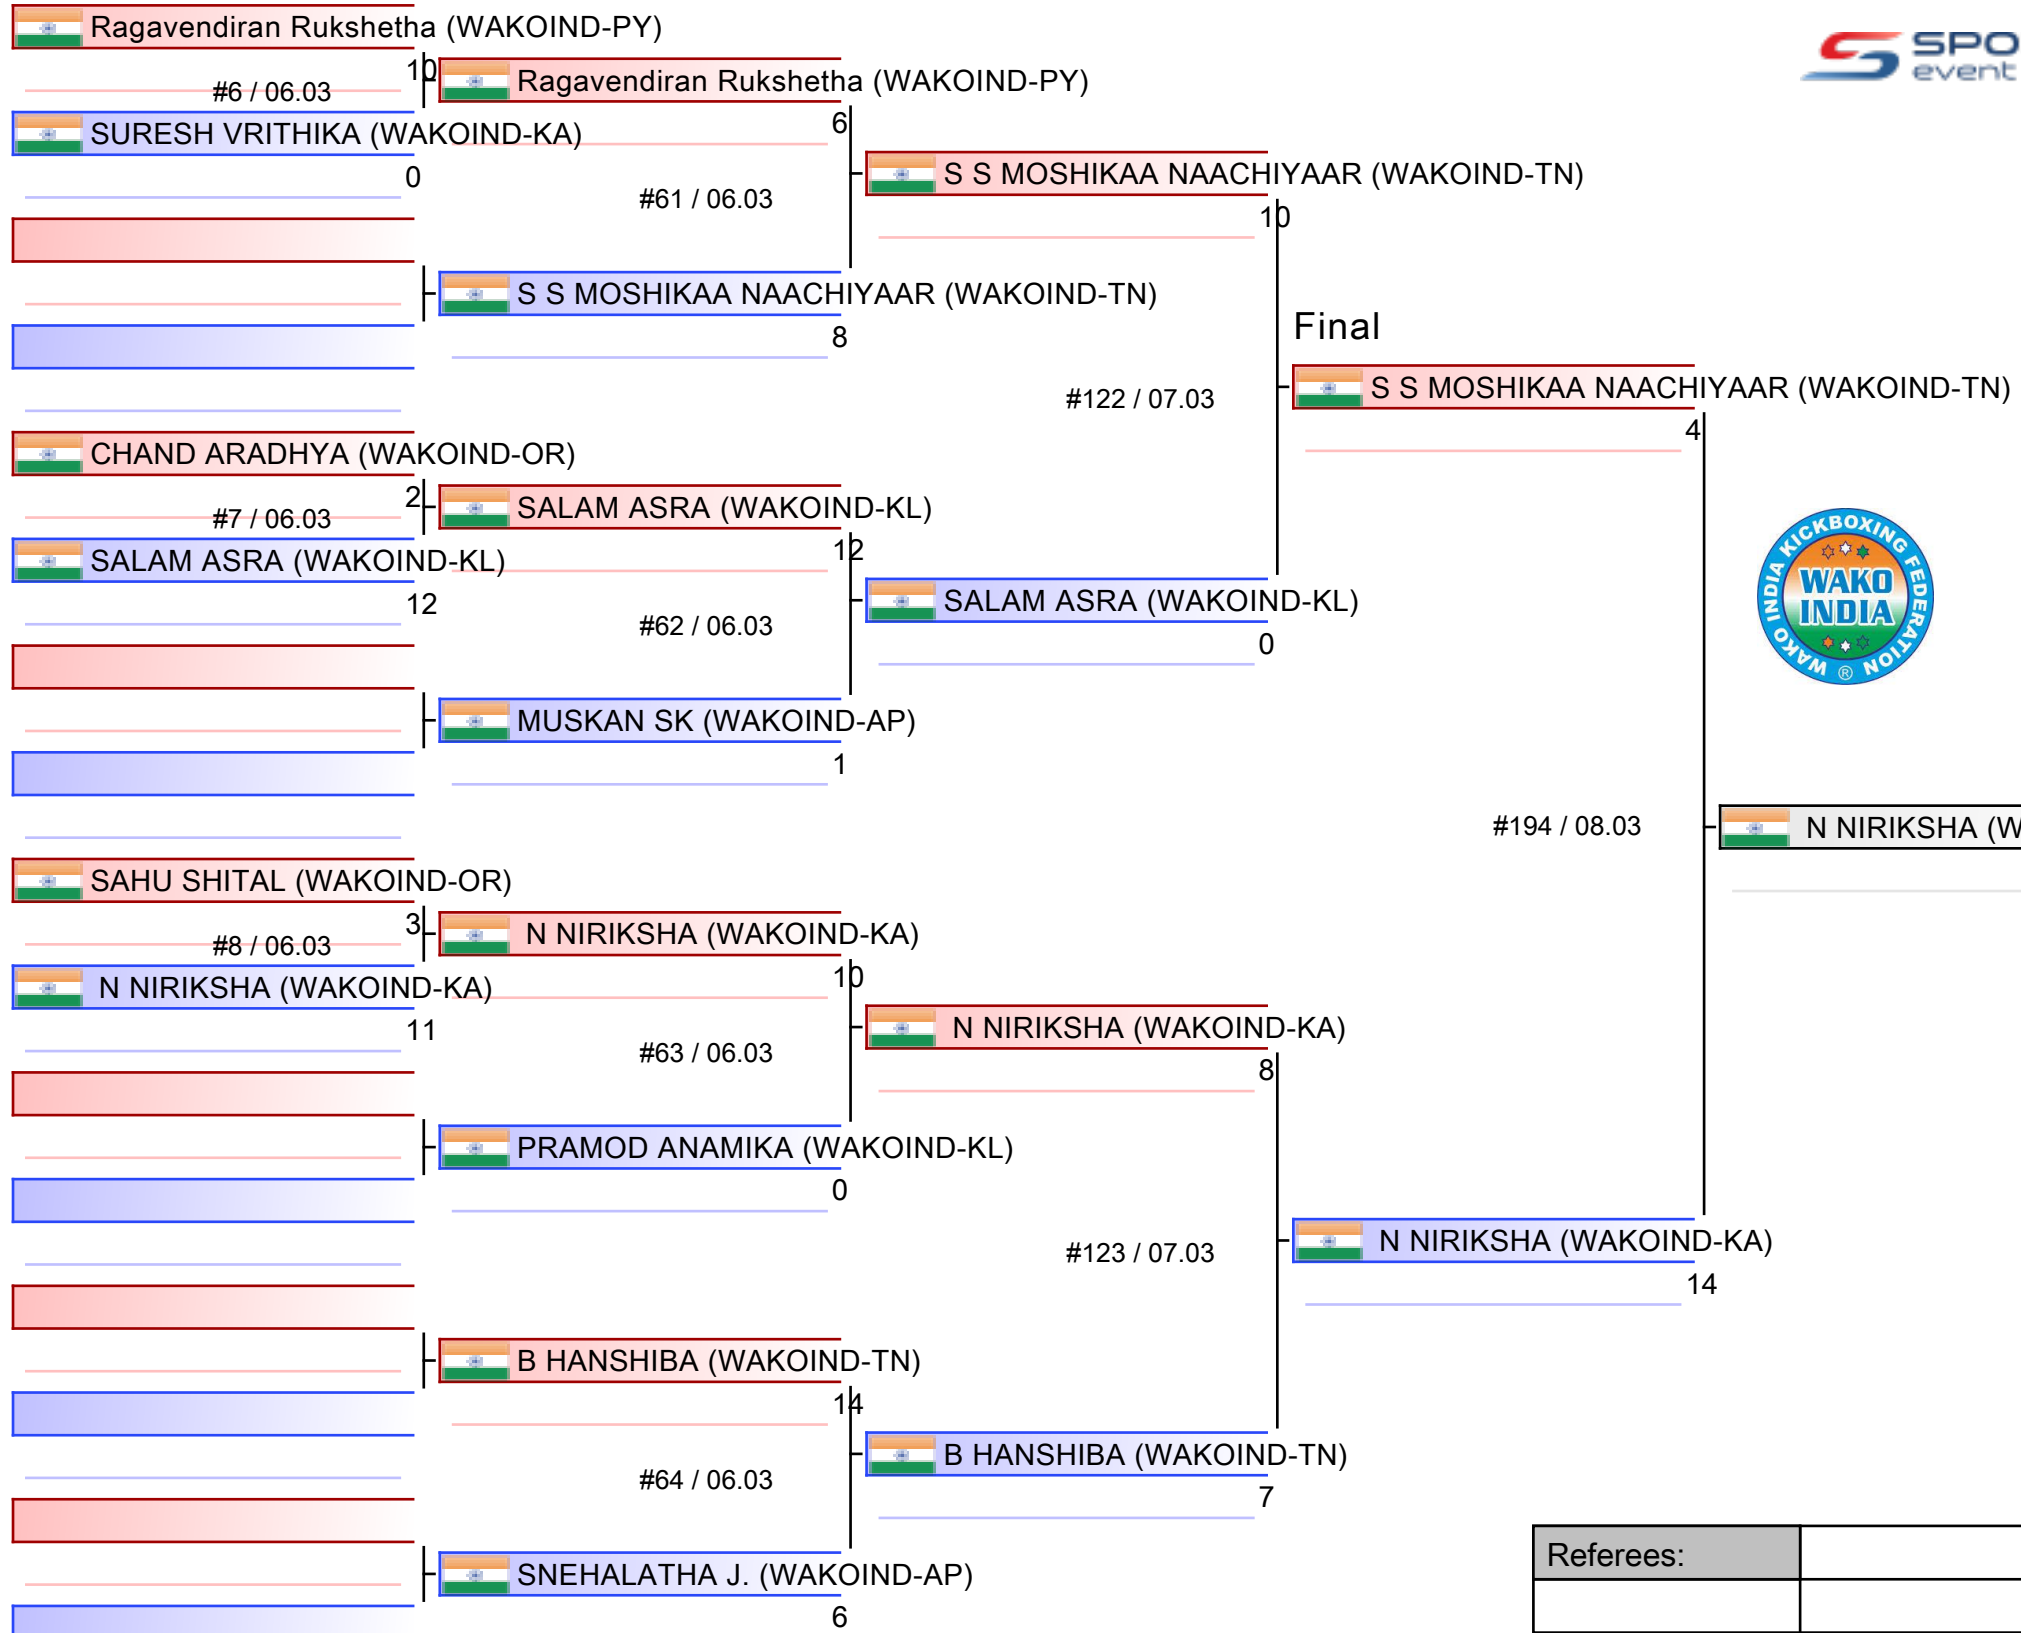 Ragavendiran Rukshetha (WAKOIND-PY)
10
#6 / 06.03
SURESH VRITHIKA (WAKOIND-KA)
0
CHAND ARADHYA (WAKOIND-OR)
2
#7 / 06.03
SALAM ASRA (WAKOIND-KL)
12
SAHU SHITAL (WAKOIND-OR)
3
#8 / 06.03
N NIRIKSHA (WAKOIND-KA)
11
Ragavendiran Rukshetha (WAKOIND-PY)
6
#61 / 06.03
S S MOSHIKAA NAACHIYAAR (WAKOIND-TN)
8
SALAM ASRA (WAKOIND-KL)
12
#62 / 06.03
MUSKAN SK (WAKOIND-AP)
1
N NIRIKSHA (WAKOIND-KA)
10
#63 / 06.03
PRAMOD ANAMIKA (WAKOIND-KL)
0
B HANSHIBA (WAKOIND-TN)
14
#64 / 06.03
SNEHALATHA J. (WAKOIND-AP)
6
S S MOSHIKAA NAACHIYAAR (WAKOIND-TN)
10
#122 / 07.03
SALAM ASRA (WAKOIND-KL)
0
N NIRIKSHA (WAKOIND-KA)
8
#123 / 07.03
B HANSHIBA (WAKOIND-TN)
7
Final
S S MOSHIKAA NAACHIYAAR (WAKOIND-TN)
4
#194 / 08.03
N NIRIKSHA (WAKOIND-KA)
14
N NIRIKSHA (W
SPO
event
WAKO INDIA KICKBOXING FEDERATION
WAKO
INDIA
®
Referees: